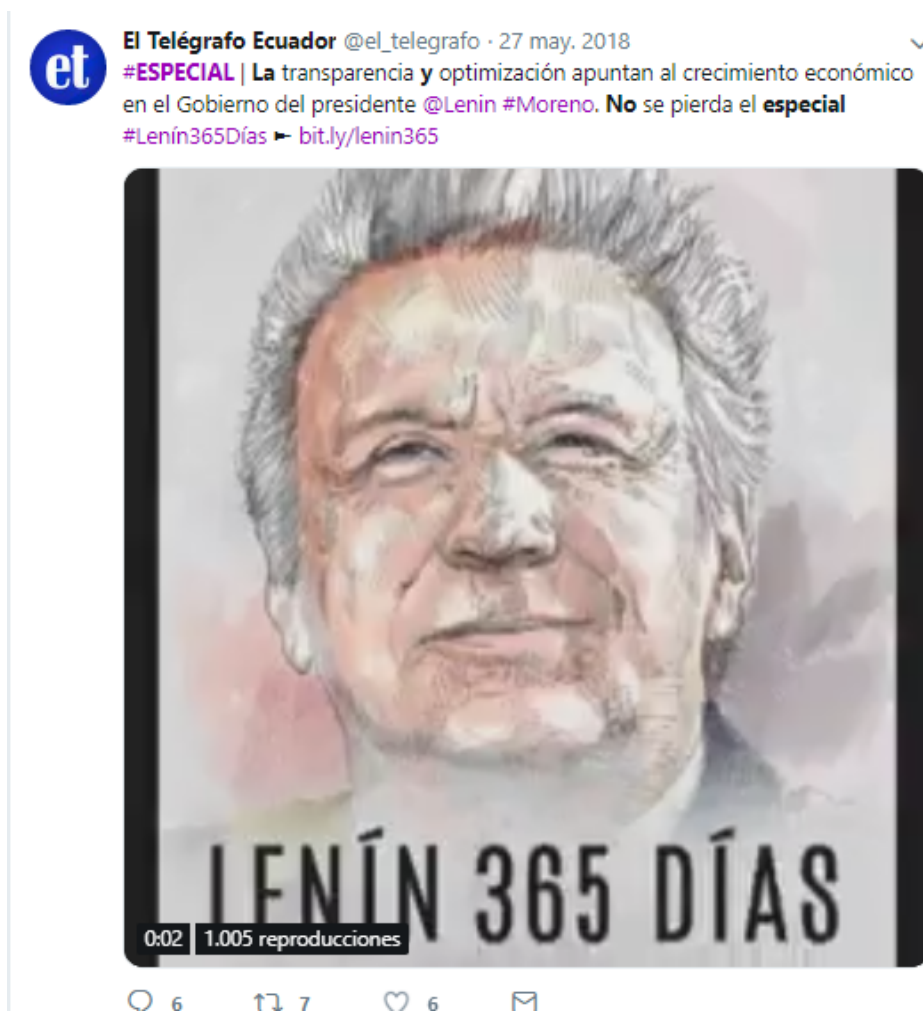 et
El Telégrafo Ecuador @el_telegrafo · 27 may. 2018
#ESPECIAL | La transparencia y optimización apuntan al crecimiento económico
en el Gobierno del presidente @Lenin #Moreno. No se pierda el especial
#Lenín365Días ► bit.ly/lenin365
LENÍN 365 DÍAS
0:02 1.005 reproducciones
6 7 6